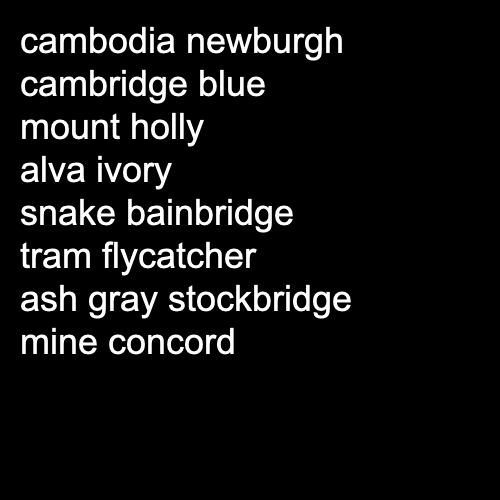 cambodia newburgh
cambridge blue
mount holly
alva ivory
snake bainbridge
tram flycatcher
ash gray stockbridge
mine concord